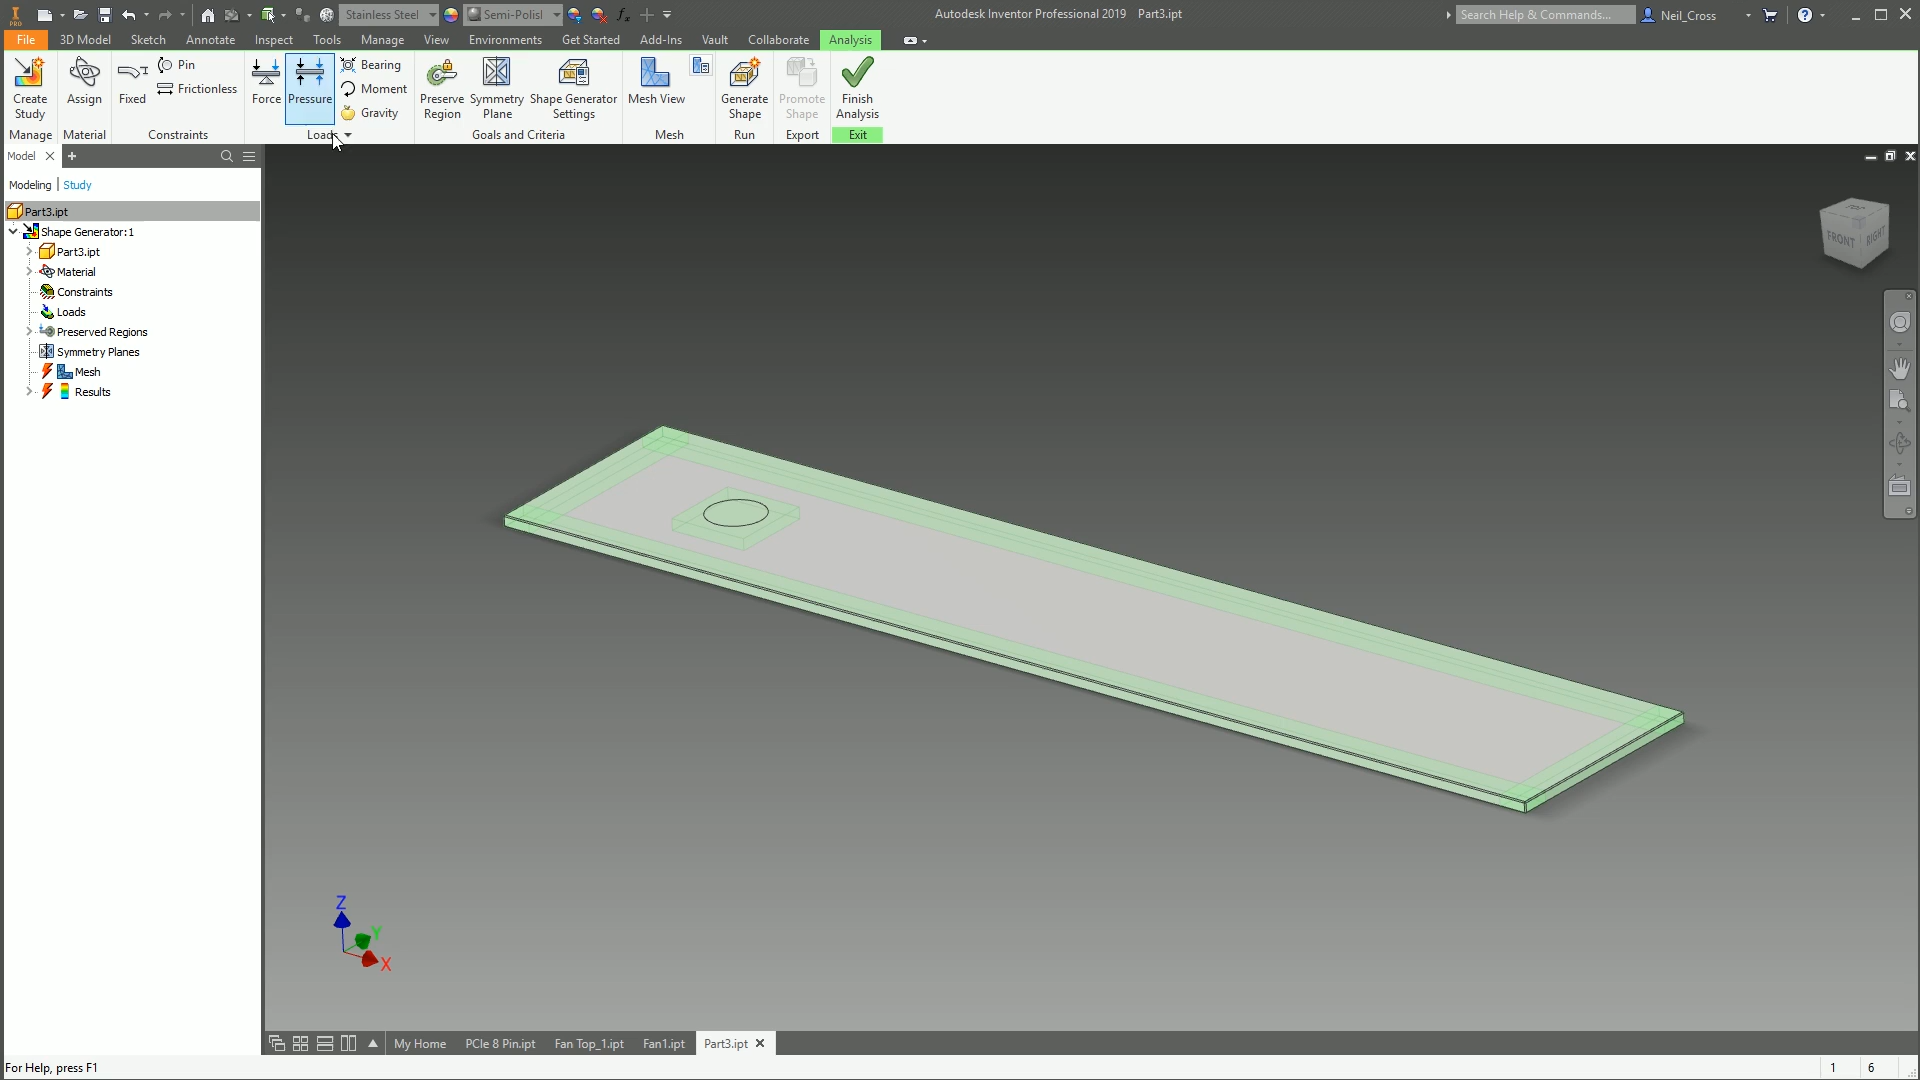 PRO
Stainless Steel
Semi-Polisl
fx
Autodesk Inventor Professional 2019 Part3.ipt
Search Help & Commands...
Neil_Cross
File 3D Model Sketch Annotate Inspect Tools Manage View Environments Get Started Add-Ins Vault Collaborate Analysis
Create Study
Assign
Fixed
Pin
Frictionless
Force
Pressure
Bearing
Moment
Gravity
Preserve Region
Symmetry Plane
Shape Generator Settings
Mesh View
Generate Shape
Promote Shape
Finish Analysis
Manage Material Constraints Goals and Criteria Mesh Run Export Exit
Model
Modeling | Study
Part3.ipt
Shape Generator:1
Part3.ipt
Material
Constraints
Loads
Preserved Regions
Symmetry Planes
Mesh
Results
TOP
FRONT
RIGHT
Z
Y
X
My Home PCIe 8 Pin.ipt Fan Top_1.ipt Fan1.ipt Part3.ipt
For Help, press F1
1 6